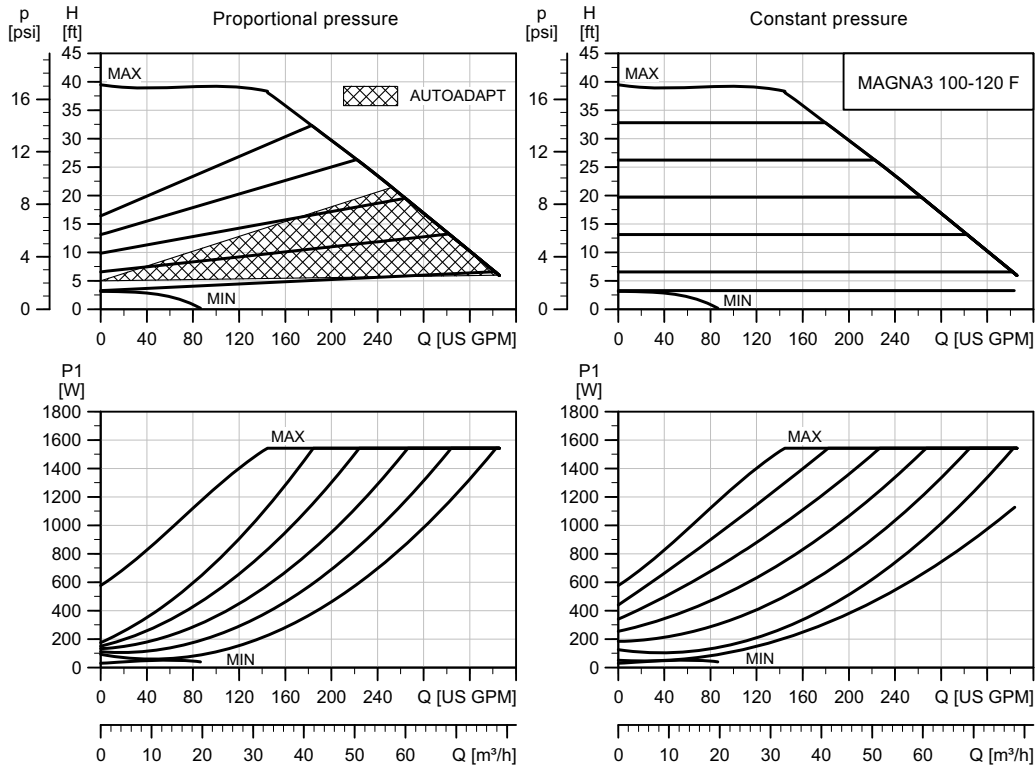 Proportional pressure
p
[psi]
H
[ft]
45
40
35
30
25
20
15
10
5
0
16
12
8
4
0
MAX
AUTOADAPT
MIN
0 40 80 120 160 200 240 Q [US GPM]
Constant pressure
p
[psi]
H
[ft]
45
40
35
30
25
20
15
10
5
0
16
12
8
4
0
MAX
MAGNA3 100-120 F
MIN
0 40 80 120 160 200 240 Q [US GPM]
P1
[W]
1800
1600
1400
1200
1000
800
600
400
200
0
MAX
MIN
0 40 80 120 160 200 240 Q [US GPM]
0 10 20 30 40 50 60 Q [m³/h]
P1
[W]
1800
1600
1400
1200
1000
800
600
400
200
0
MAX
MIN
0 40 80 120 160 200 240 Q [US GPM]
0 10 20 30 40 50 60 Q [m³/h]